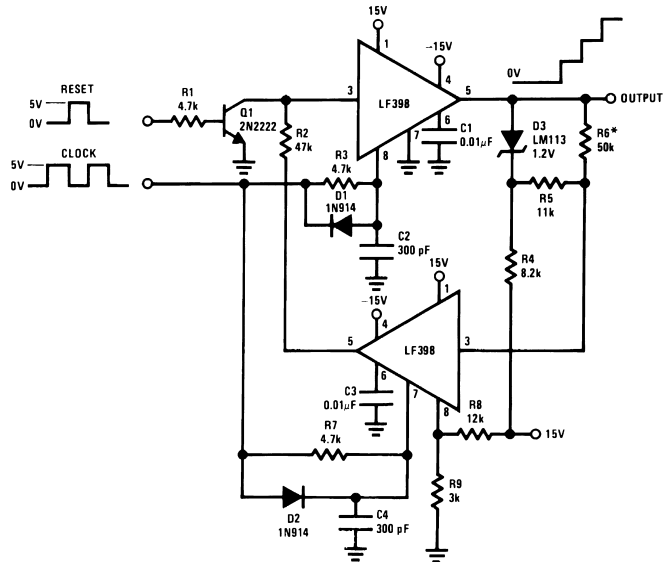 15V
1
-15V
4
0V
RESET
5V
0V
R1
4.7k
3
Q1
2N2222
LF398
5
OUTPUT
6
7
8
C1
0.01μF
D3
LM113
1.2V
R6*
50k
R2
47k
CLOCK
5V
0V
R3
4.7k
D1
1N914
R5
11k
C2
300 pF
R4
8.2k
15V
1
-15V
4
5
LF398
3
6
7
8
C3
0.01μF
R7
4.7k
R8
12k
15V
D2
1N914
C4
300 pF
R9
3k